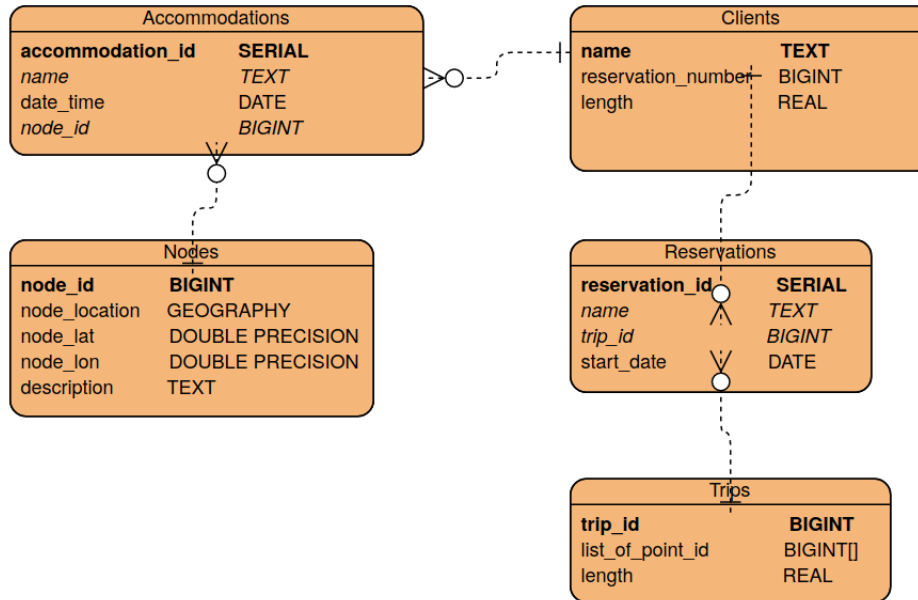 Accommodations
accommodation_id SERIAL
name TEXT
date_time DATE
node_id BIGINT
Clients
name TEXT
reservation_number BIGINT
length REAL
Nodes
node_id BIGINT
node_location GEOGRAPHY
node_lat DOUBLE PRECISION
node_lon DOUBLE PRECISION
description TEXT
Reservations
reservation_id SERIAL
name TEXT
trip_id BIGINT
start_date DATE
Trips
trip_id BIGINT
list_of_point_id BIGINT[]
length REAL